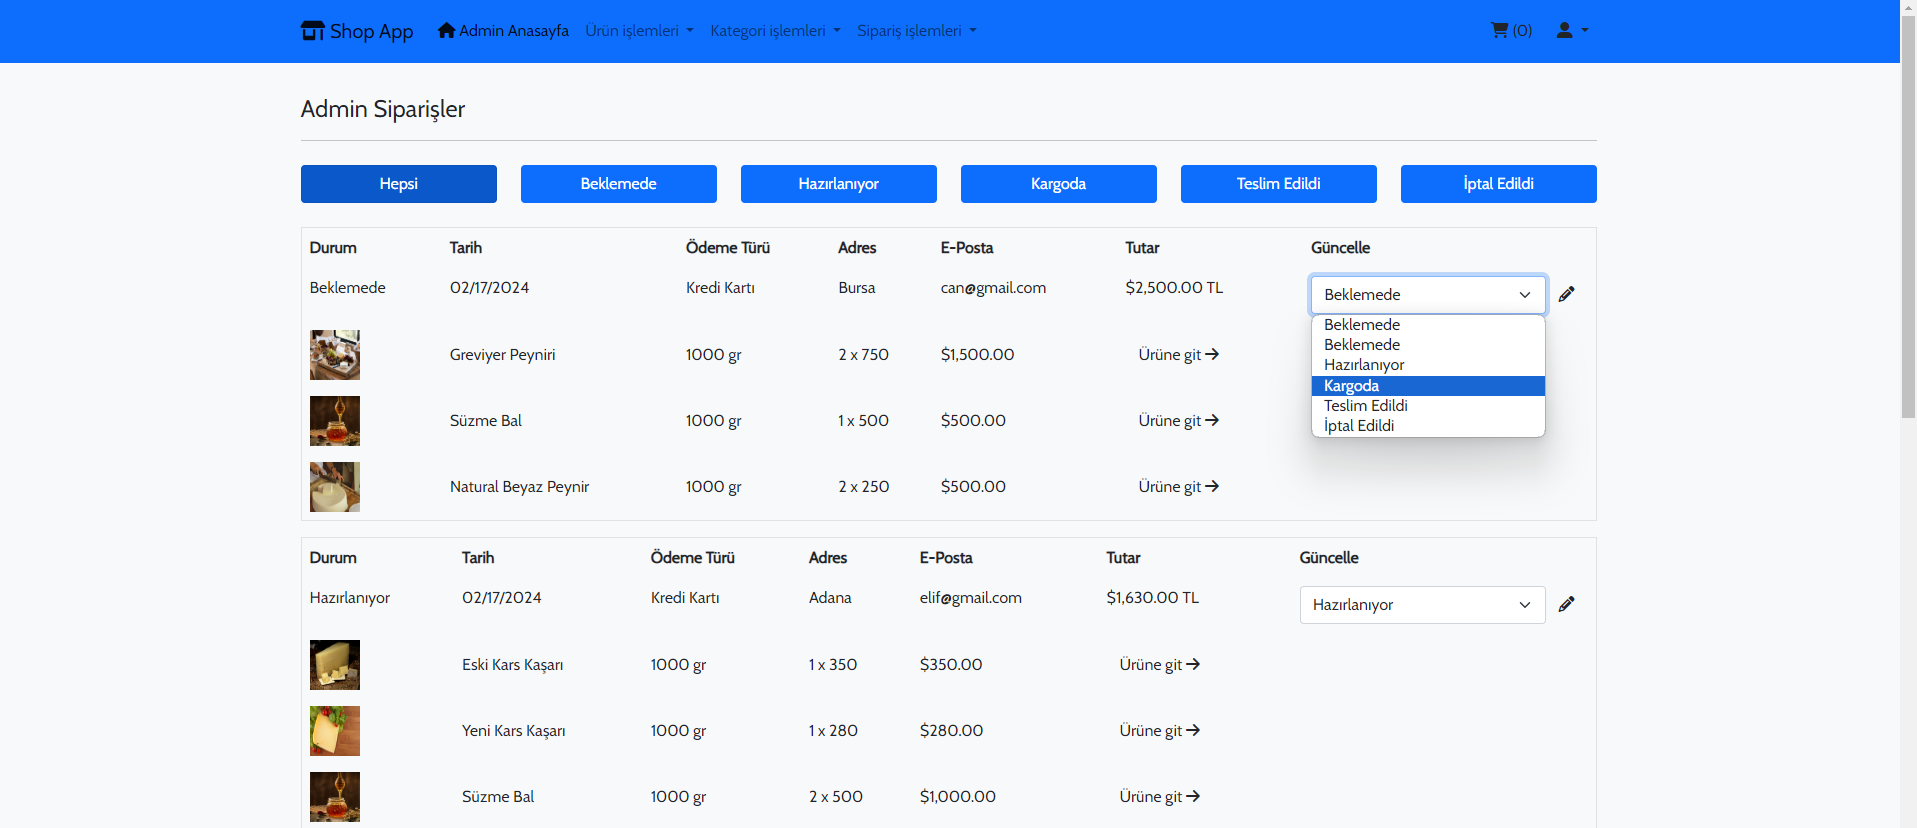 Shop App Admin Anasayfa Ürün işlemleri Kategori işlemleri Sipariş işlemleri (0)
Admin Siparişler
Hepsi Beklemede Hazırlanıyor Kargoda Teslim Edildi İptal Edildi
Durum Tarih Ödeme Türü Adres E-Posta Tutar Güncelle
Beklemede 02/17/2024 Kredi Kartı Bursa can@gmail.com $2,500.00 TL Beklemede
Beklemede
Beklemede
Hazırlanıyor
Kargoda
Teslim Edildi
İptal Edildi
Greviyer Peyniri 1000 gr 2 x 750 $1,500.00 Ürüne git
Süzme Bal 1000 gr 1 x 500 $500.00 Ürüne git
Natural Beyaz Peynir 1000 gr 2 x 250 $500.00 Ürüne git
Durum Tarih Ödeme Türü Adres E-Posta Tutar Güncelle
Hazırlanıyor 02/17/2024 Kredi Kartı Adana elif@gmail.com $1,630.00 TL Hazırlanıyor
Eski Kars Kaşarı 1000 gr 1 x 350 $350.00 Ürüne git
Yeni Kars Kaşarı 1000 gr 1 x 280 $280.00 Ürüne git
Süzme Bal 1000 gr 2 x 500 $1,000.00 Ürüne git